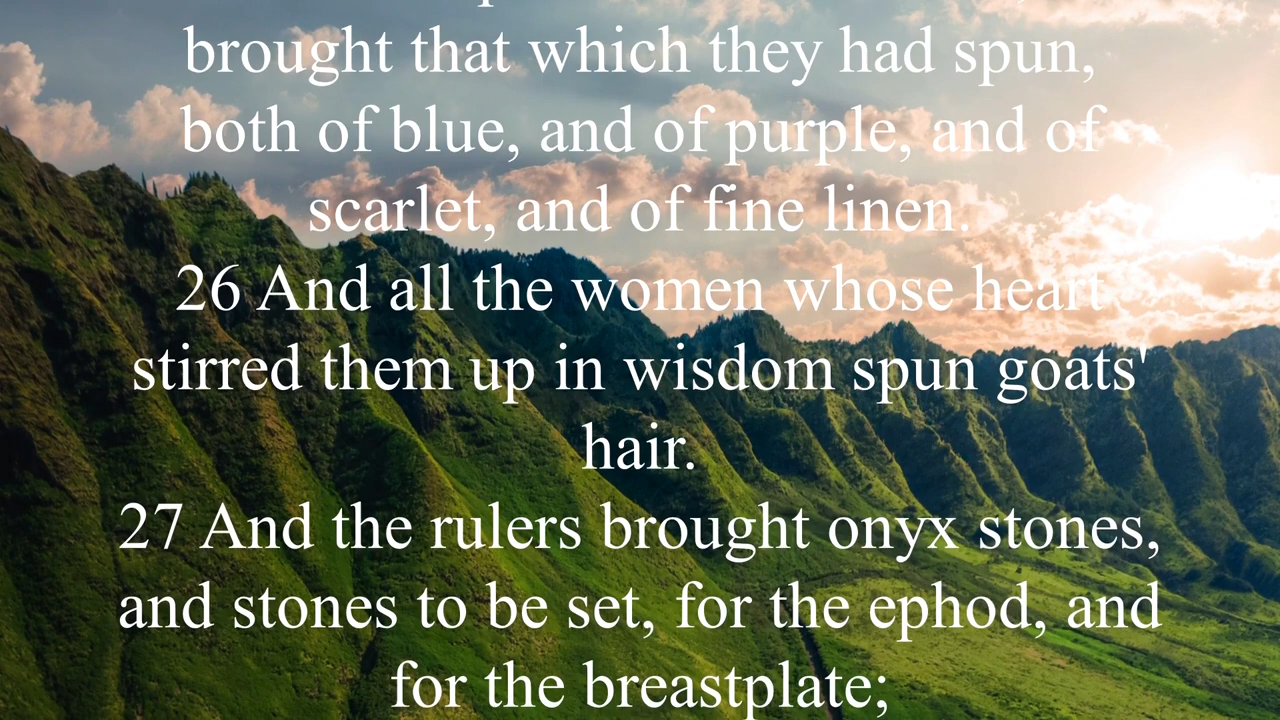 brought that which they had spun,
both of blue, and of purple, and of
scarlet, and of fine linen.
26 And all the women whose heart
stirred them up in wisdom spun goats'
hair.
27 And the rulers brought onyx stones,
and stones to be set, for the ephod, and
for the breastplate;